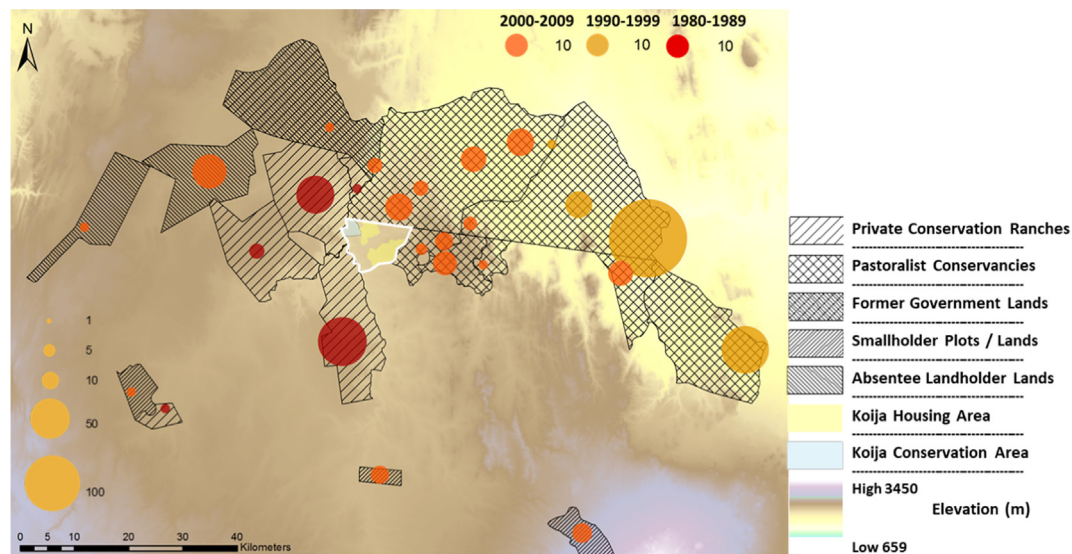 N
2000-2009 1990-1999 1980-1989
10 10 10
Private Conservation Ranches
Pastoralist Conservancies
Former Government Lands
Smallholder Plots / Lands
Absentee Landholder Lands
Koija Housing Area
Koija Conservation Area
High 3450
Elevation (m)
Low 659
1
5
10
50
100
0 5 10 20 30 40
Kilometers